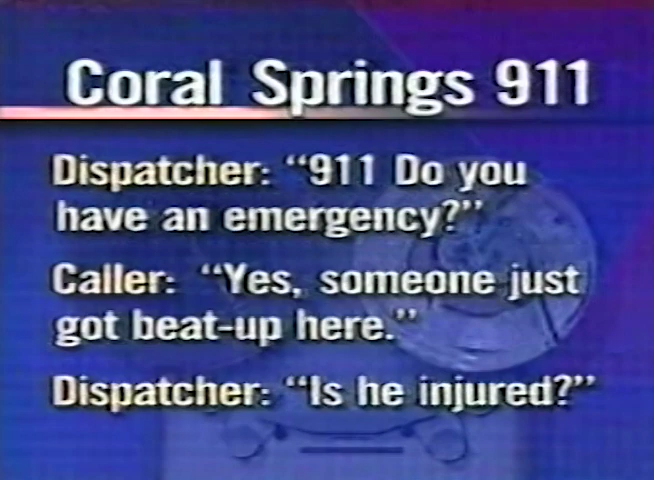 Coral Springs 911
Dispatcher: “911 Do you
have an emergency?”
Caller: “Yes, someone just
got beat-up here.”
Dispatcher: “Is he injured?”